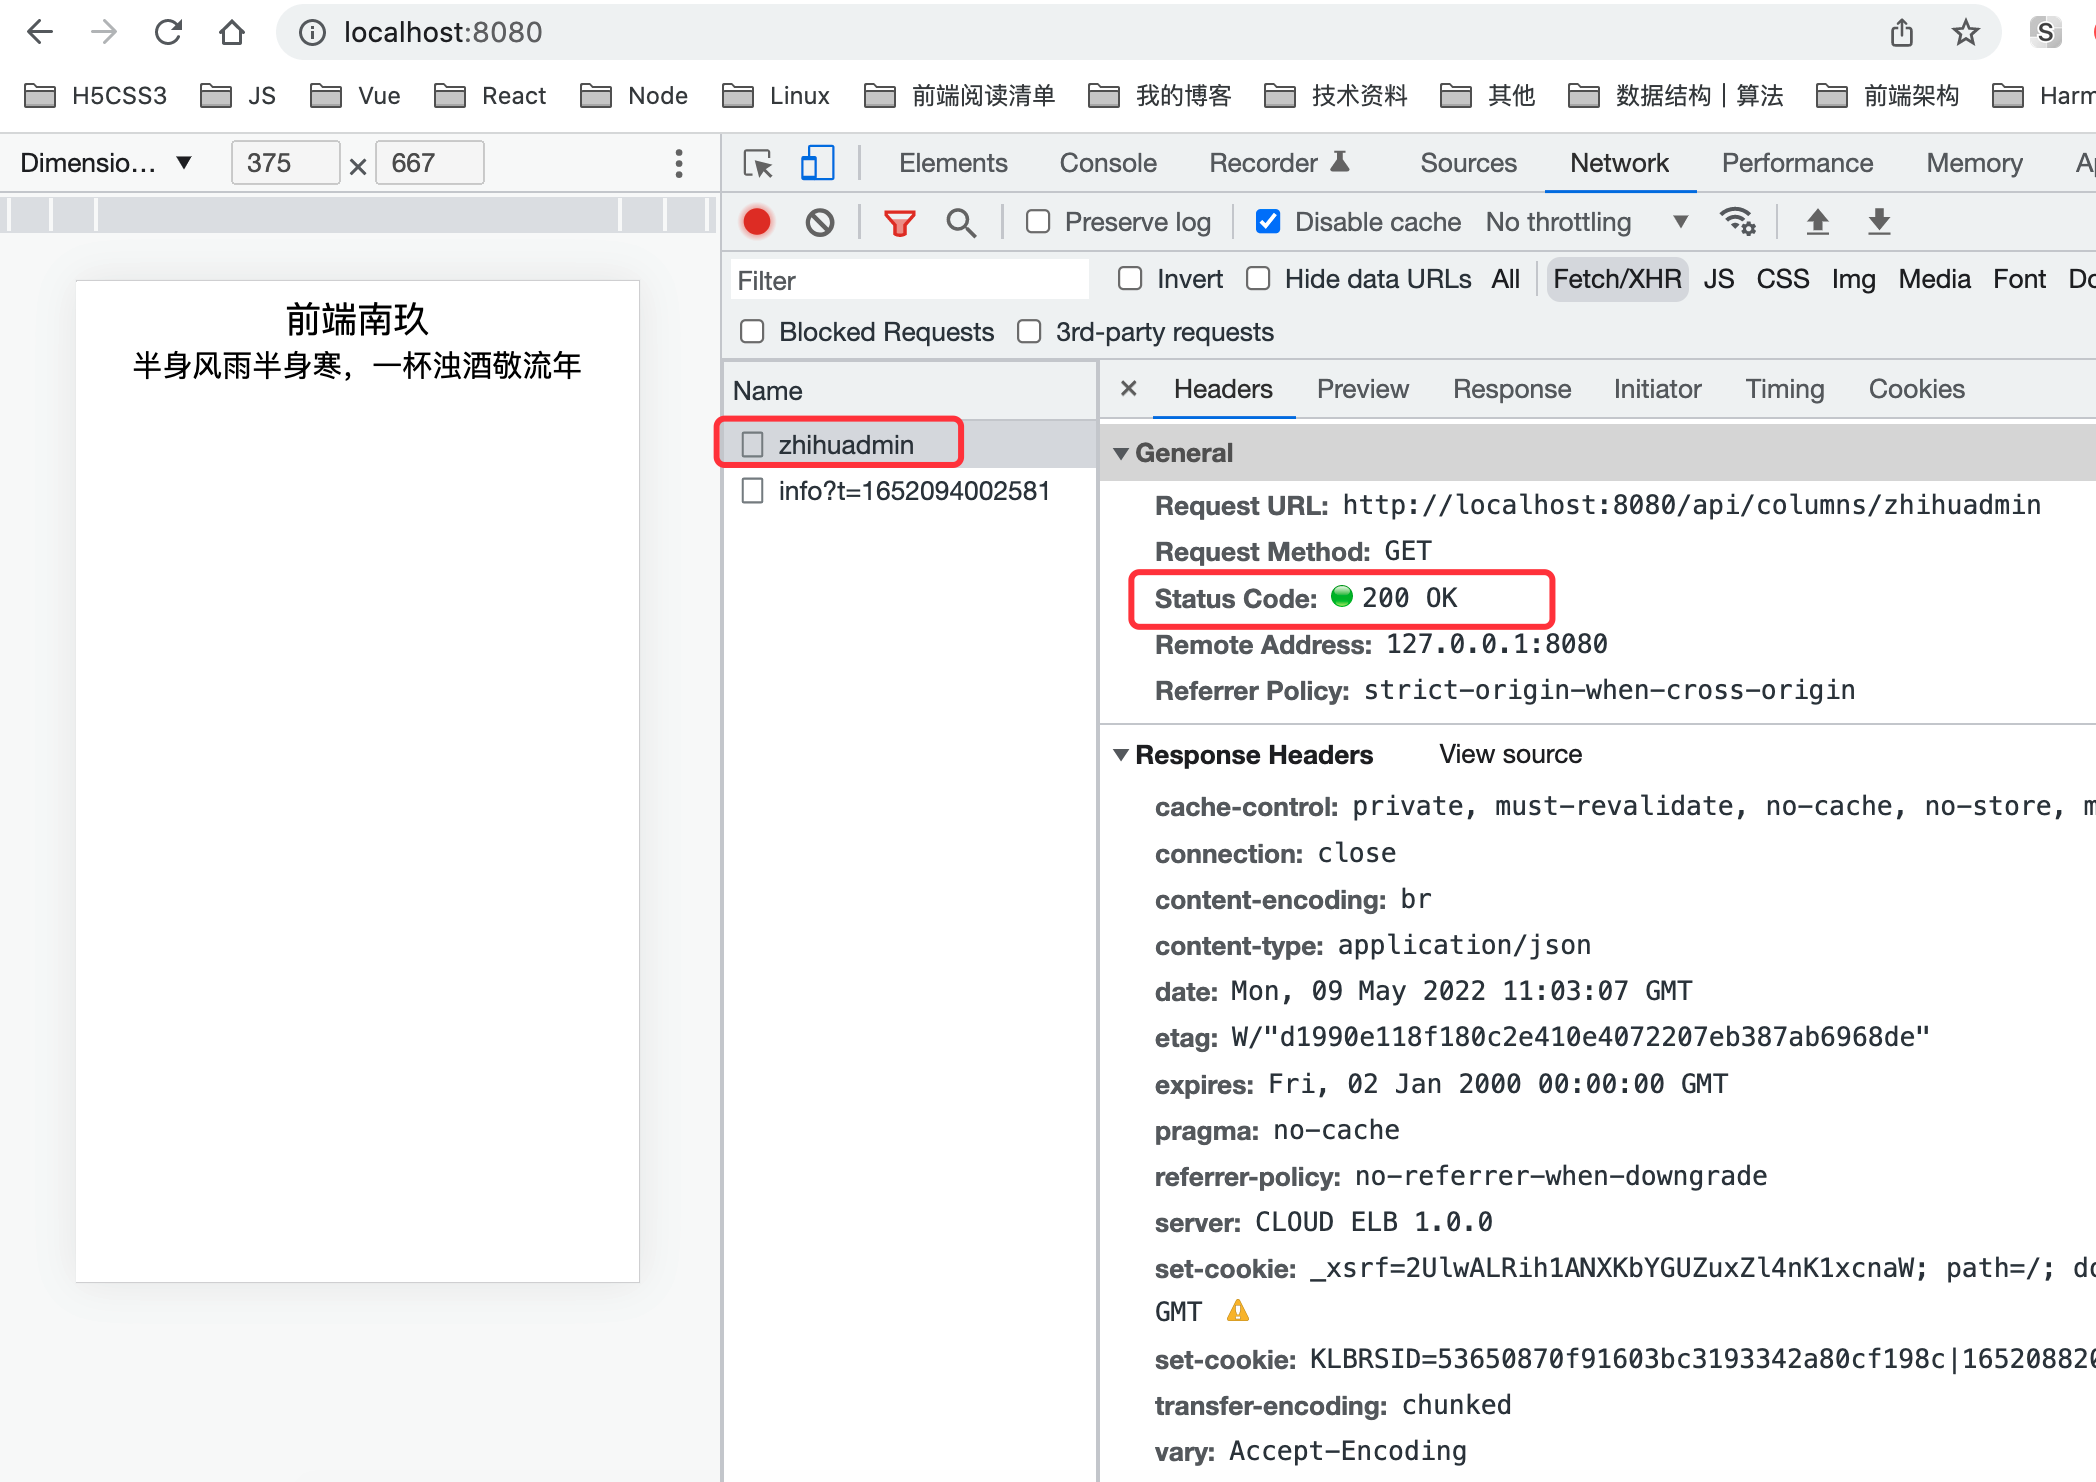 localhost:8080
H5CSS3 JS Vue React Node Linux 前端阅读清单 我的博客 技术资料 其他 数据结构 | 算法 前端架构 Harm
Dimensio... ▼ 375 × 667
Elements Console Recorder Sources Network Performance Memory Ap
Preserve log Disable cache No throttling
Filter Invert Hide data URLs All Fetch/XHR JS CSS Img Media Font Do
Blocked Requests 3rd-party requests
前端南玖
半身风雨半身寒，一杯浊酒敬流年
Name
zhihuadmin
info?t=1652094002581
× Headers Preview Response Initiator Timing Cookies
General
Request URL: http://localhost:8080/api/columns/zhihuadmin
Request Method: GET
Status Code: 200 OK
Remote Address: 127.0.0.1:8080
Referrer Policy: strict-origin-when-cross-origin
Response Headers View source
cache-control: private, must-revalidate, no-cache, no-store, m
connection: close
content-encoding: br
content-type: application/json
date: Mon, 09 May 2022 11:03:07 GMT
etag: W/"d1990e118f180c2e410e4072207eb387ab6968de"
expires: Fri, 02 Jan 2000 00:00:00 GMT
pragma: no-cache
referrer-policy: no-referrer-when-downgrade
server: CLOUD ELB 1.0.0
set-cookie: _xsrf=2UlwALRih1ANXKbYGUZuxZl4nK1xcnaW; path=/; do
GMT
set-cookie: KLBRSID=53650870f91603bc3193342a80cf198c|165208820
transfer-encoding: chunked
vary: Accept-Encoding